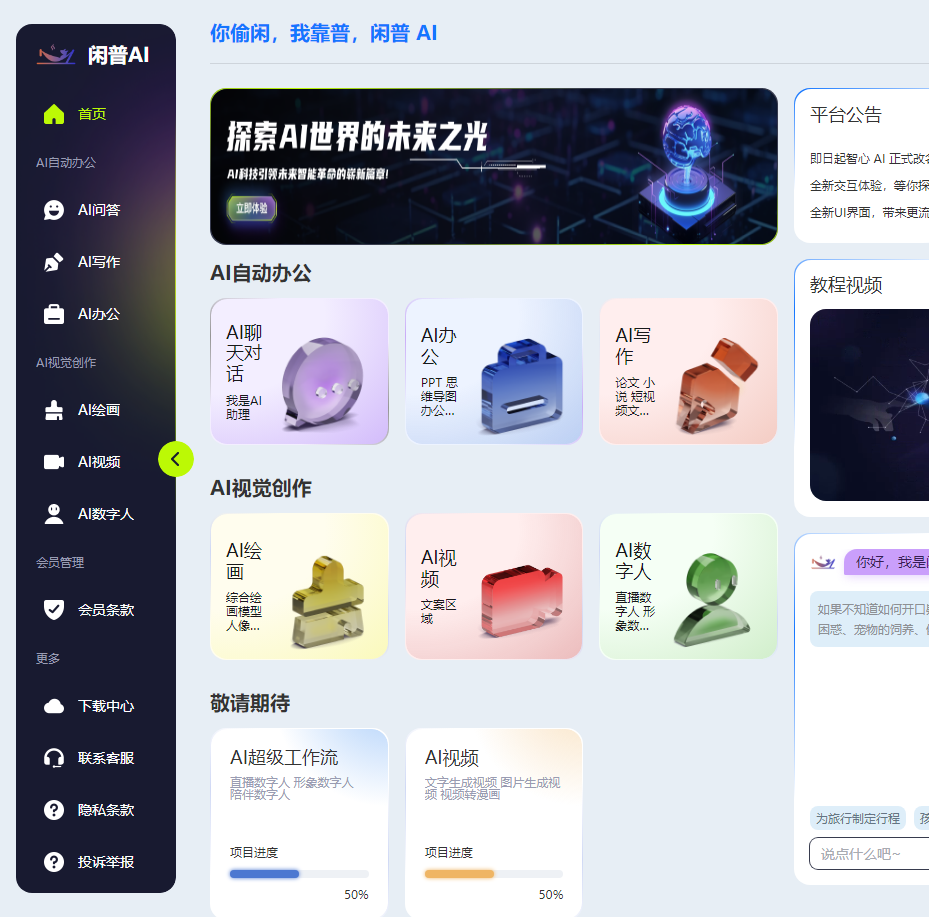 闲普AI
首页
AI自动办公
AI问答
AI写作
AI办公
AI视觉创作
AI绘画
AI视频
AI数字人
会员管理
会员条款
更多
下载中心
联系客服
隐私条款
投诉举报
你偷闲，我靠普，闲普 AI
探索AI世界的未来之光
AI科技引领未来智能革命的崭新篇章!
立即体验
AI自动办公
AI聊
天对
话
我是AI
助理
AI办
公
PPT 思
维导图
办公...
AI写
作
论文 小
说 短视
频文...
AI视觉创作
AI绘
画
综合绘
画模型
人像...
AI视
频
文案区
域
AI数
字人
直播数
字人 形
象数...
敬请期待
AI超级工作流
直播数字人 形象数字人
陪伴数字人
项目进度
50%
AI视频
文字生成视频 图片生成视
频 视频转漫画
项目进度
50%
平台公告
即日起智心 AI 正式改
全新交互体验，等你探
全新UI界面，带来更流
教程视频
你好，我是
如果不知道如何开口
困惑、宠物的饲养、
为旅行制定行程
说点什么吧~